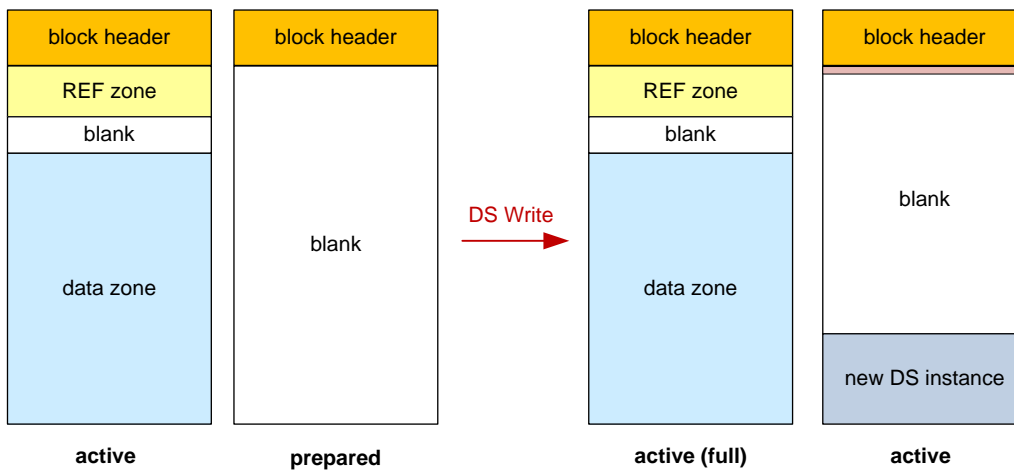 block header
REF zone
blank
data zone
active
block header
blank
prepared
DS Write
block header
REF zone
blank
data zone
active (full)
block header
blank
new DS instance
active